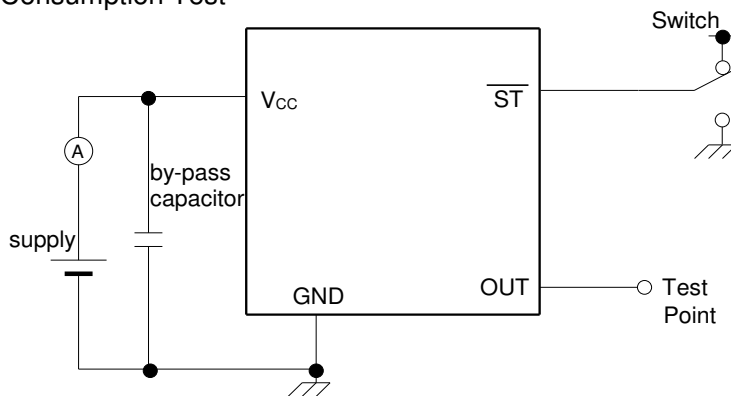 Consumption Test
Switch
VCC
ST
A
by-pass
capacitor
supply
GND
OUT
Test
Point